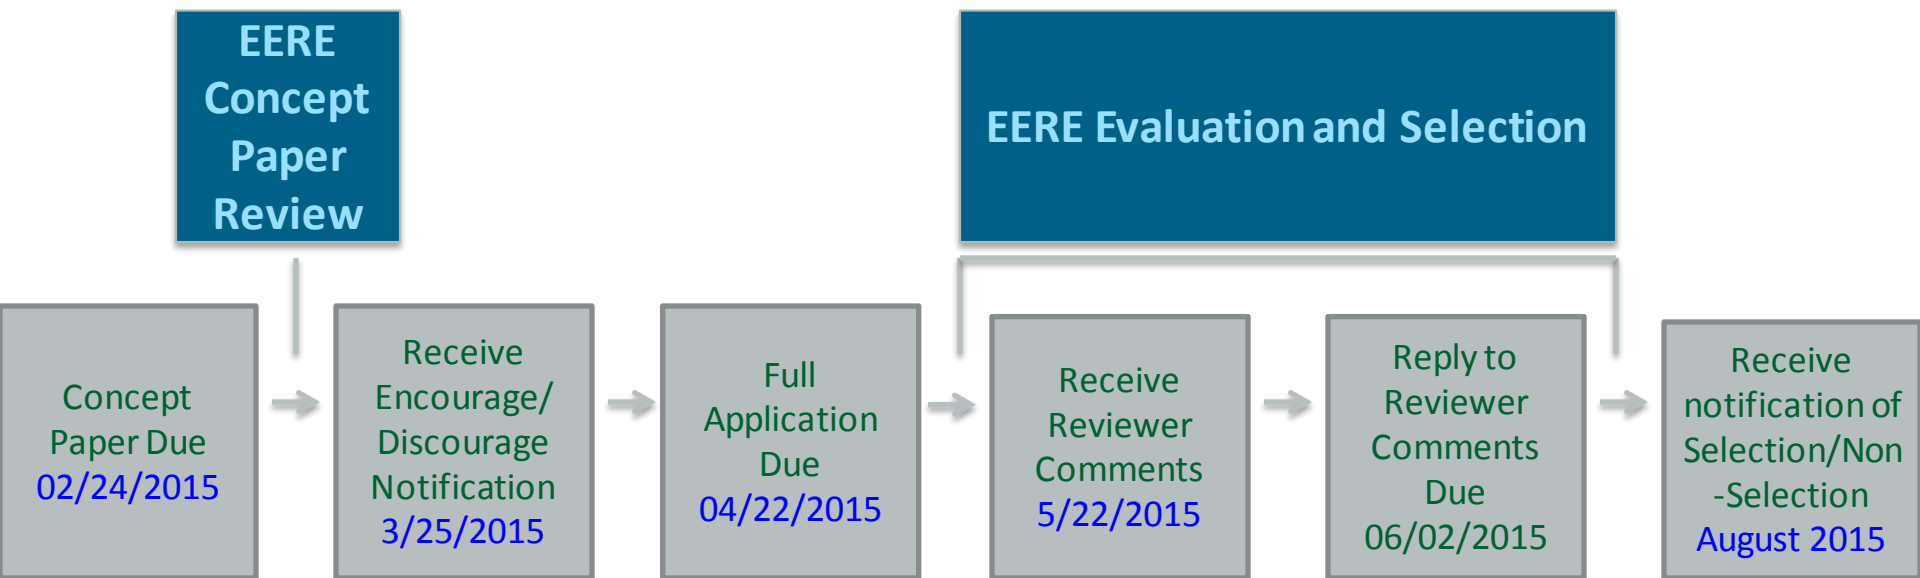 EERE
Concept
Paper
Review
EERE Evaluation and Selection
Concept
Paper Due
02/24/2015
Receive
Encourage/
Discourage
Notification
3/25/2015
Full
Application
Due
04/22/2015
Receive
Reviewer
Comments
5/22/2015
Reply to
Reviewer
Comments
Due
06/02/2015
Receive
notification of
Selection/Non
-Selection
August 2015